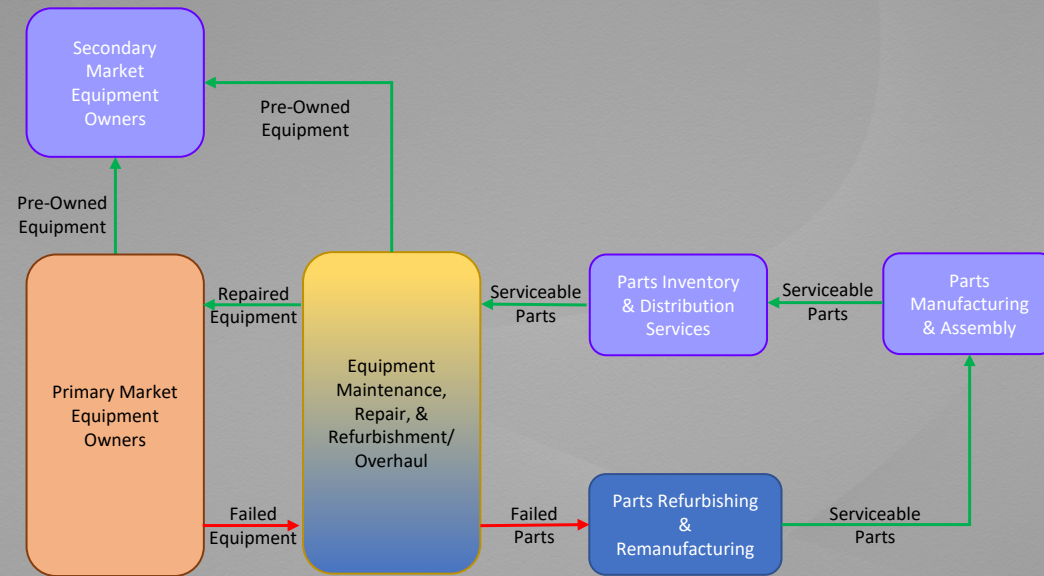 Secondary
Market
Equipment
Owners
Pre-Owned
Equipment
Pre-Owned
Equipment
Primary Market
Equipment
Owners
Repaired
Equipment
Failed
Equipment
Equipment
Maintenance,
Repair, &
Refurbishment/
Overhaul
Serviceable
Parts
Parts Inventory
& Distribution
Services
Serviceable
Parts
Parts
Manufacturing
& Assembly
Failed
Parts
Parts Refurbishing
&
Remanufacturing
Serviceable
Parts